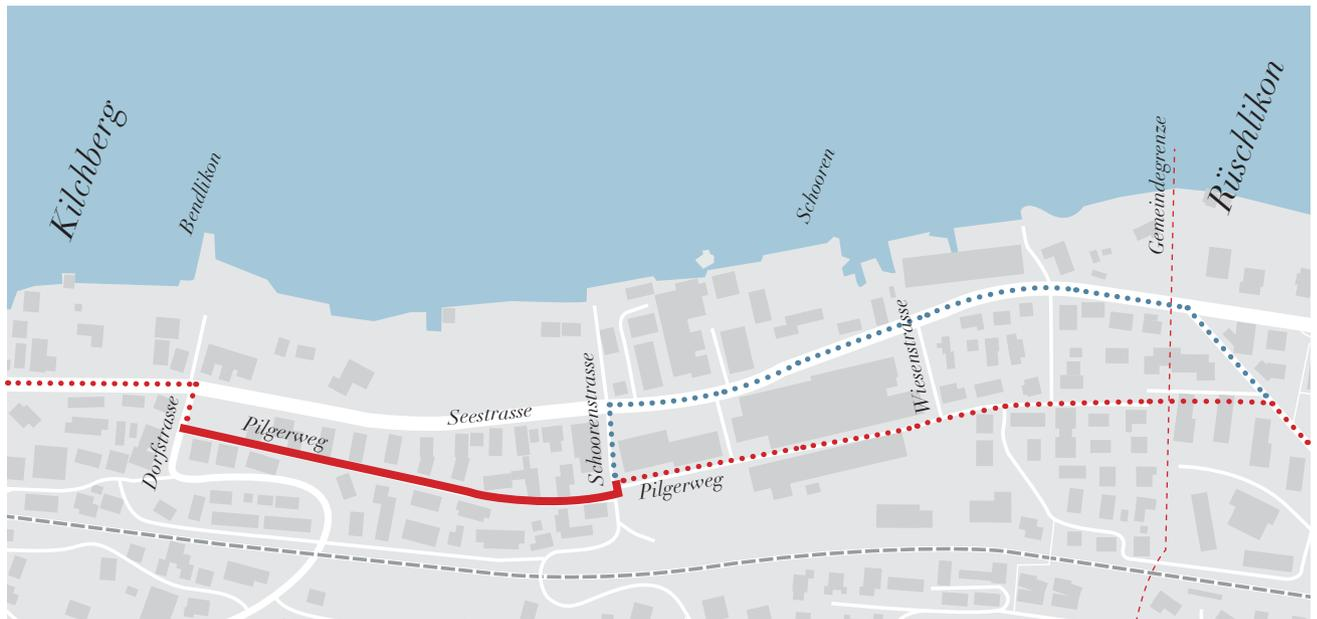 Kilchberg
Bendlikon
Schooren
Gemeindegrenze
Rüschlikon
Dorfstrasse
Pilgerweg
Seestrasse
Schoorenstrasse
Wiesenstrasse
Pilgerweg